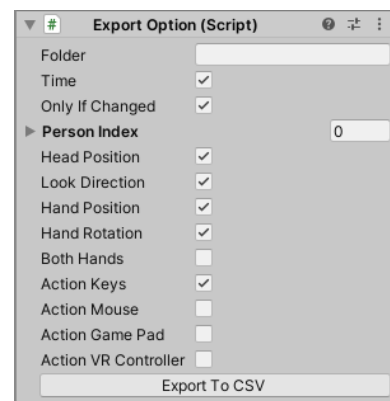 # Export Option (Script)
Folder
Time
Only If Changed
Person Index 0
Head Position
Look Direction
Hand Position
Hand Rotation
Both Hands
Action Keys
Action Mouse
Action Game Pad
Action VR Controller
Export To CSV